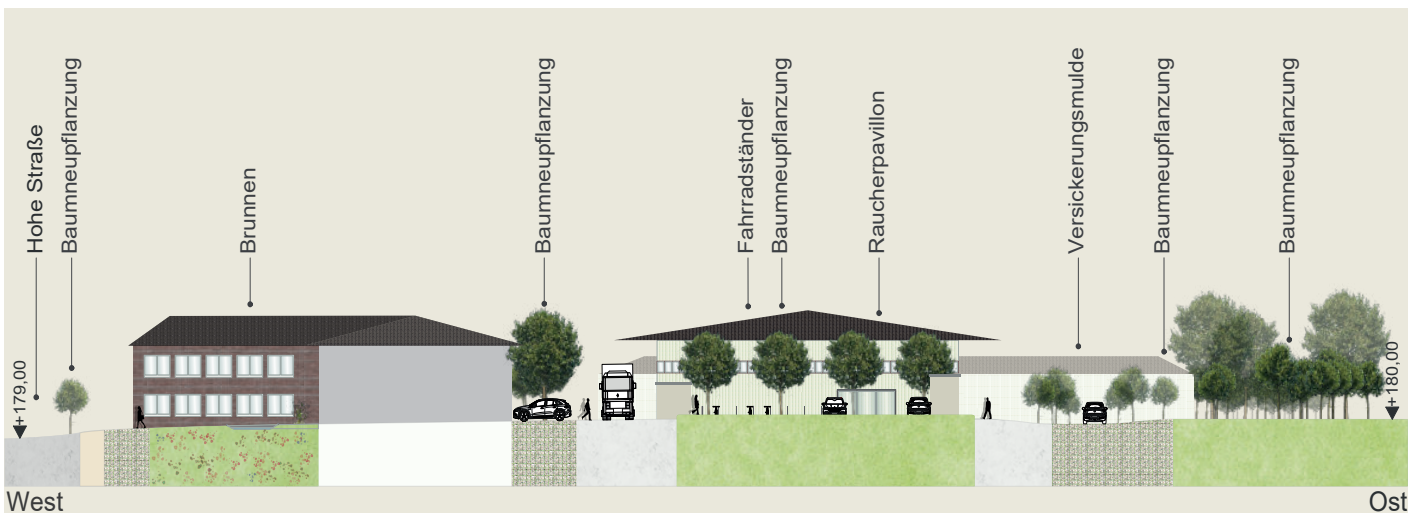 Hohe Straße
Baumneupflanzung
Brunnen
Baumneupflanzung
Fahrradständer
Baumneupflanzung
Raucherpavillon
Versickerungsmulde
Baumneupflanzung
Baumneupflanzung
+179,00
+180,00
West
Ost